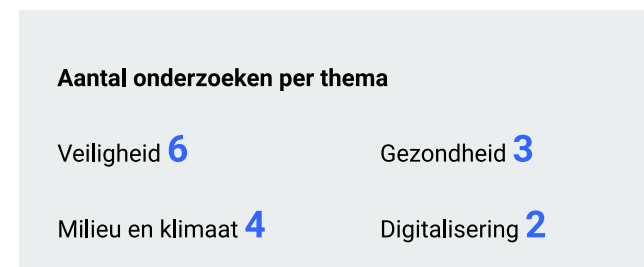 Aantal onderzoeken per thema
Veiligheid 6
Gezondheid 3
Milieu en klimaat 4
Digitalisering 2